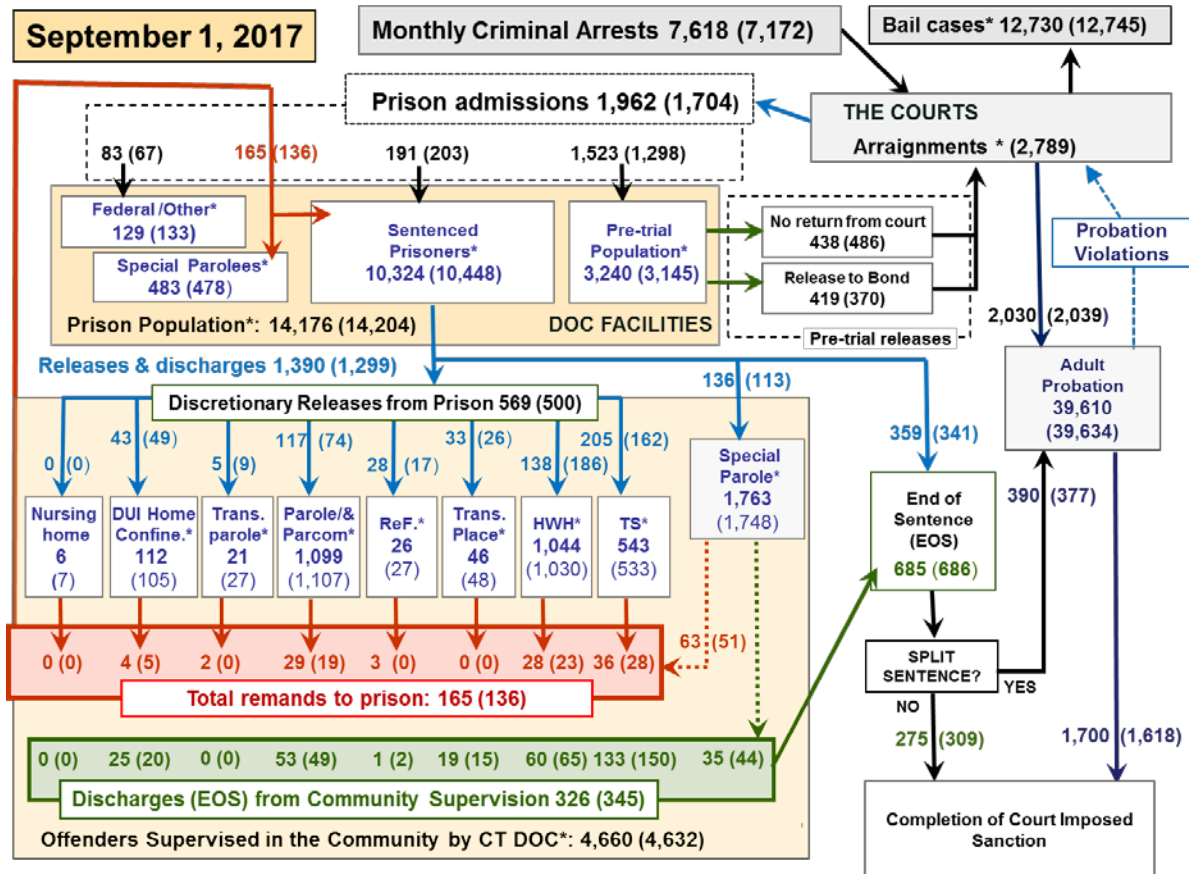 September 1, 2017
Monthly Criminal Arrests 7,618 (7,172)
Bail cases* 12,730 (12,745)
Prison admissions 1,962 (1,704)
THE COURTS
Arraignments * (2,789)
83 (67)
165 (136)
191 (203)
1,523 (1,298)
Federal /Other*
129 (133)
Special Parolees*
483 (478)
Sentenced
Prisoners*
10,324 (10,448)
Pre-trial
Population*
3,240 (3,145)
No return from court
438 (486)
Release to Bond
419 (370)
Pre-trial releases
Probation
Violations
Prison Population*: 14,176 (14,204)
DOC FACILITIES
2,030 (2,039)
Releases & discharges 1,390 (1,299)
136 (113)
Adult
Probation
39,610
(39,634)
Discretionary Releases from Prison 569 (500)
43 (49)
117 (74)
33 (26)
205 (162)
0 (0)
5 (9)
28 (17)
138 (186)
359 (341)
390 (377)
Nursing
home
6
(7)
DUI Home
Confine.*
112
(105)
Trans.
parole*
21
(27)
Parole/&
Parcom*
1,099
(1,107)
ReF.*
26
(27)
Trans.
Place*
46
(48)
HWH*
1,044
(1,030)
TS*
543
(533)
Special
Parole*
1,763
(1,748)
End of
Sentence
(EOS)
685 (686)
0 (0) 4 (5) 2 (0) 29 (19) 3 (0) 0 (0) 28 (23) 36 (28)
63 (51)
Total remands to prison: 165 (136)
SPLIT
SENTENCE?
YES
NO
275 (309)
1,700 (1,618)
0 (0) 25 (20) 0 (0) 53 (49) 1 (2) 19 (15) 60 (65) 133 (150) 35 (44)
Discharges (EOS) from Community Supervision 326 (345)
Offenders Supervised in the Community by CT DOC*: 4,660 (4,632)
Completion of Court Imposed
Sanction